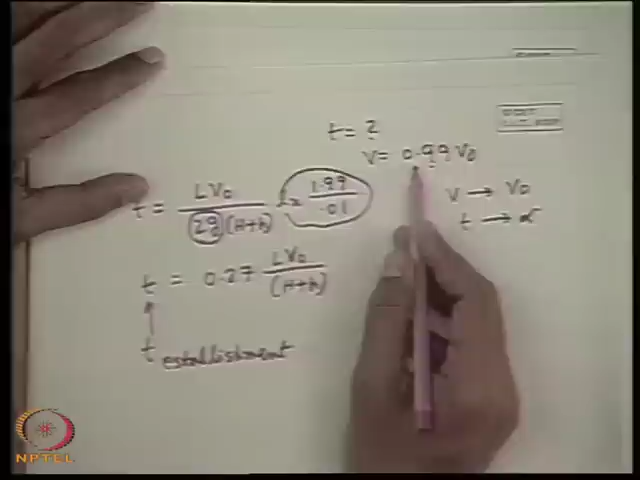 t = ?
V = 0.99 V0
t = LV0 / 2g (H+h) ln 1.99 / .01
V → V0
t → ∝
t = 0.27 LV0 / (H+h)
t establishment
NPTEL